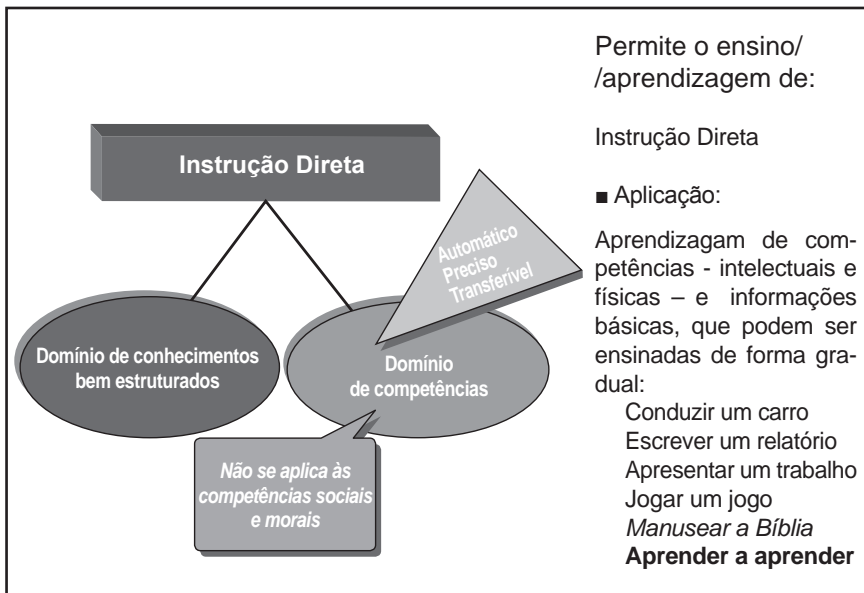 Instrução Direta
Automático
Preciso
Transferível
Domínio de conhecimentos
bem estruturados
Domínio
de competências
Não se aplica às
competências sociais
e morais
Permite o ensino/
/aprendizagem de:
Instrução Direta
■ Aplicação:
Aprendizagam de com-
petências - intelectuais e
físicas – e informações
básicas, que podem ser
ensinadas de forma gra-
dual:
Conduzir um carro
Escrever um relatório
Apresentar um trabalho
Jogar um jogo
Manusear a Bíblia
Aprender a aprender